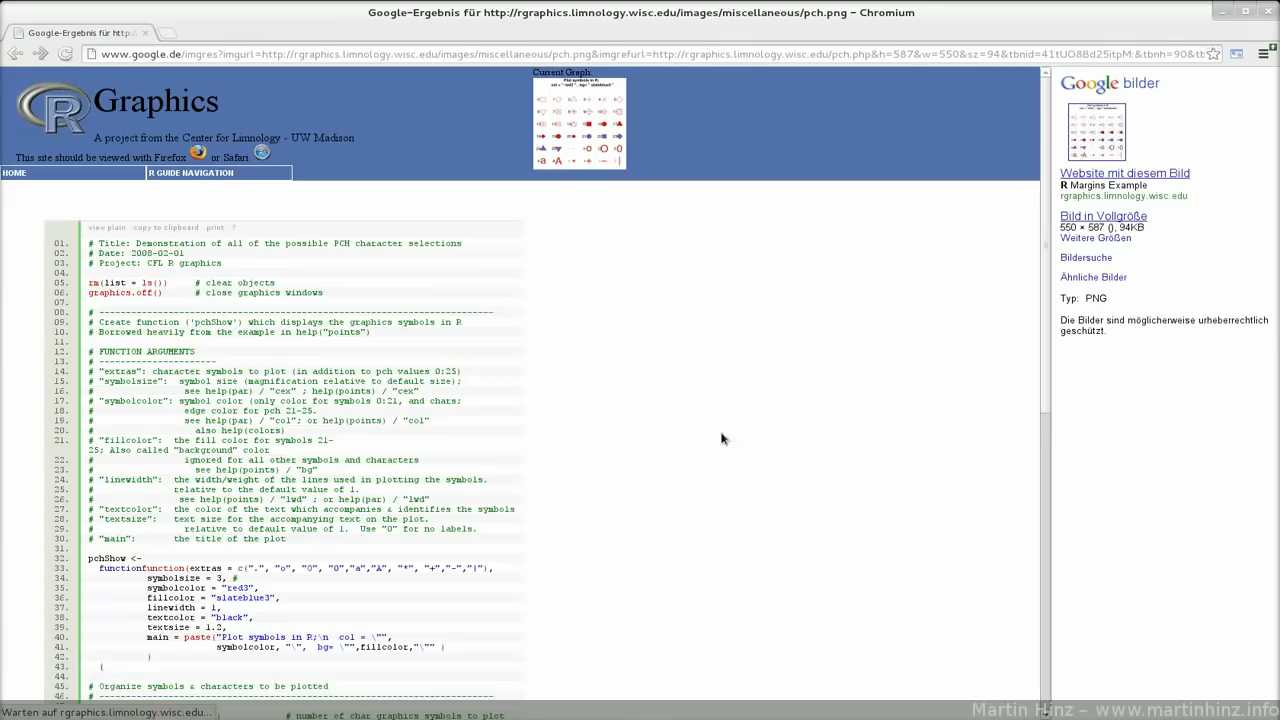 Google-Ergebnis für http://rgraphics.limnology.wisc.edu/images/miscellaneous/pch.png – Chromium
Google-Ergebnis für http:/
www.google.de/imgres?imgurl=http://rgraphics.limnology.wisc.edu/images/miscellaneous/pch.png&imgrefurl=http://rgraphics.limnology.wisc.edu/pch.php&h=587&w=550&sz=94&tbnid=41tUO8Bd25itpM:&tbnh=90&t
R Graphics
A project from the Center for Limnology - UW Madison
This site should be viewed with Firefox or Safari
HOME
R GUIDE NAVIGATION
Current Graph:
Plot symbols in R;
col = "red3", bg= "slateblue3"
view plain copy to clipboard print ?
01. # Title: Demonstration of all of the possible PCH character selections
02. # Date: 2008-02-01
03. # Project: CFL R graphics
04.
05. rm(list = ls()) # clear objects
06. graphics.off() # close graphics windows
07.
08. # -------------------------------------------------------------------------
09. # Create function ('pchShow') which displays the graphics symbols in R
10. # Borrowed heavily from the example in help("points")
11.
12. # FUNCTION ARGUMENTS
13. # ---------------------
14. # "extras": character symbols to plot (in addition to pch values 0:25)
15. # "symbolsize": symbol size (magnification relative to default size);
16. # see help(par) / "cex" ; help(points) / "cex"
17. # "symbolcolor": symbol color (only color for symbols 0:21, and chars;
18. # edge color for pch 21-25.
19. # see help(par) / "col"; or help(points) / "col"
20. # also help(colors)
21. # "fillcolor": the fill color for symbols 21-
25; Also called "background" color
22. # ignored for all other symbols and characters
23. # see help(points) / "bg"
24. # "linewidth": the width/weight of the lines used in plotting the symbols.
25. # relative to the default value of 1.
26. # see help(points) / "lwd" ; or help(par) / "lwd"
27. # "textcolor": the color of the text which accompanies & identifies the symbols
28. # "textsize": text size for the accompanying text on the plot.
29. # relative to default value of 1. Use "0" for no labels.
30. # "main": the title of the plot
31.
32. pchShow <-
33. functionfunction(extras = c(".", "o", "O", "0","a","A", "*", "+","-","|"),
34. symbolsize = 3, #
35. symbolcolor = "red3",
36. fillcolor = "slateblue3",
37. linewidth = 1,
38. textcolor = "black",
39. textsize = 1.2,
40. main = paste("Plot symbols in R;\n col = \"",
41. symbolcolor, "\", bg= \"",fillcolor,"\"" )
42. )
43. {
44.
45. # Organize symbols & characters to be plotted
46. # -------------------------------------------------------------------------
# number of char graphics symbols to plot
Google bilder
Website mit diesem Bild
R Margins Example
rgraphics.limnology.wisc.edu
Bild in Vollgröße
550 × 587 (), 94KB
Weitere Größen
Bildersuche
Ähnliche Bilder
Typ: PNG
Die Bilder sind möglicherweise urheberrechtlich
geschützt.
Warten auf rgraphics.limnology.wisc.edu...
Martin Hinz – www.martinhinz.info